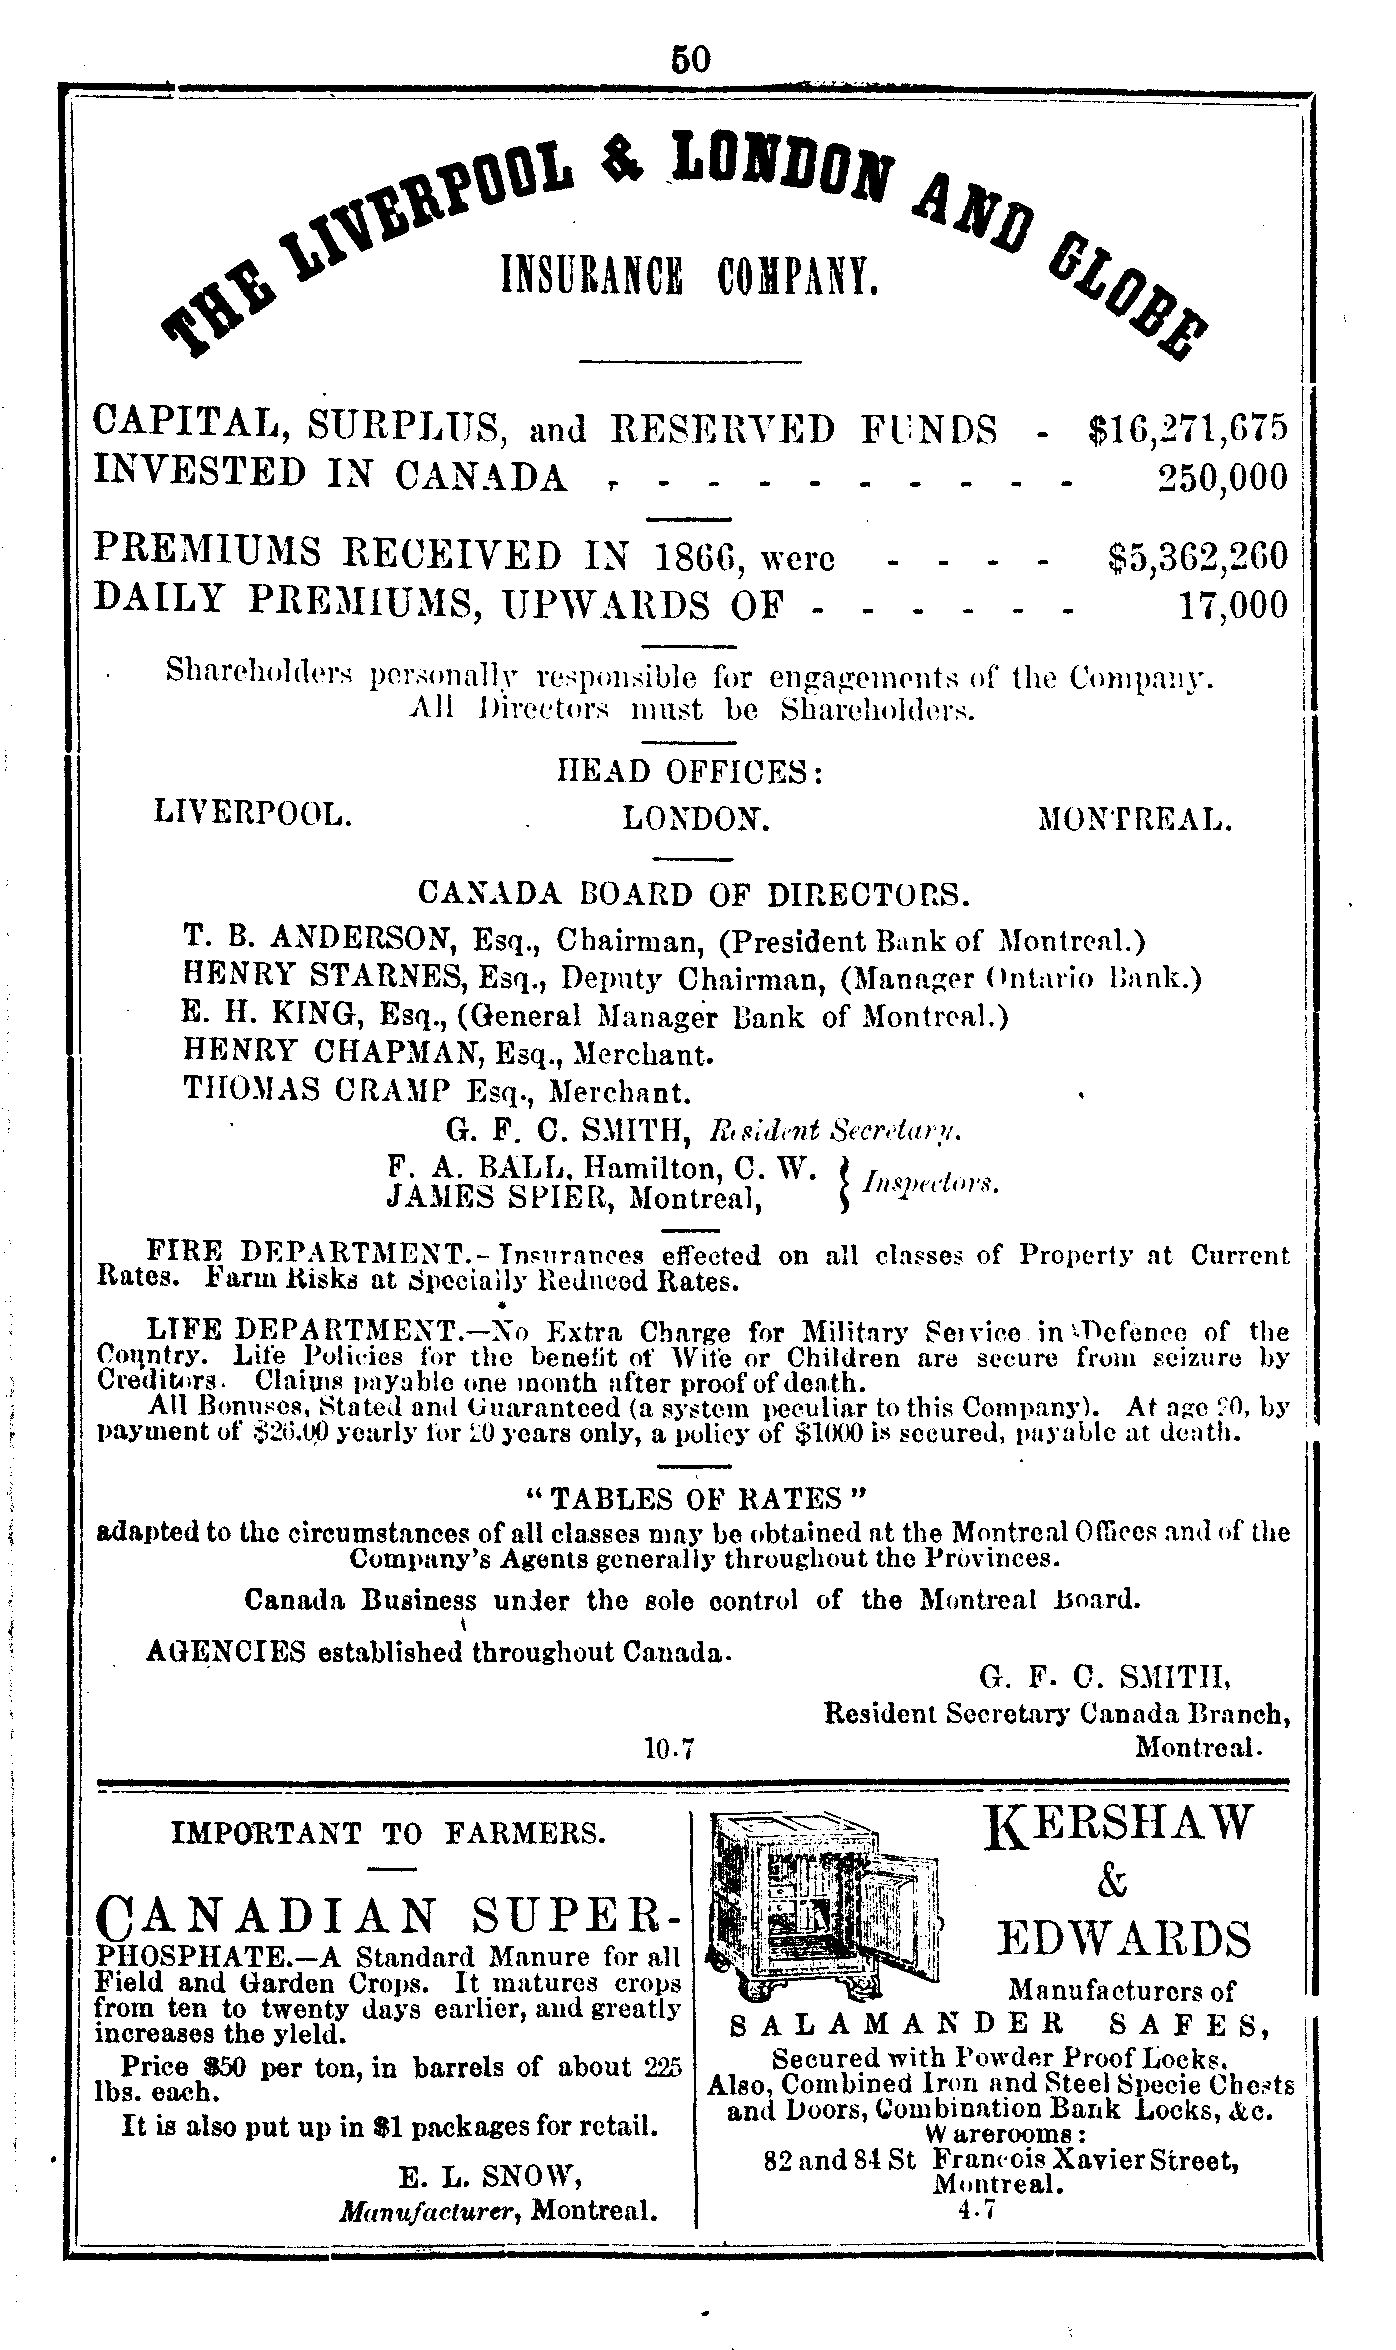 50
THE LIVERPOOL & LONDON AND GLOBE
INSURANCE COMPANY.
CAPITAL, SURPLUS, and RESERVED FUNDS - $16,271,675
INVESTED IN CANADA - - - - - - - - - - 250,000
PREMIUMS RECEIVED IN 1866, were - - - - $5,362,260
DAILY PREMIUMS, UPWARDS OF - - - - - - 17,000
Shareholders personally responsible for engagements of the Company.
All Directors must be Shareholders.
HEAD OFFICES:
LIVERPOOL. LONDON. MONTREAL.
CANADA BOARD OF DIRECTORS.
T. B. ANDERSON, Esq., Chairman, (President Bank of Montreal.)
HENRY STARNES, Esq., Deputy Chairman, (Manager Ontario Bank.)
E. H. KING, Esq., (General Manager Bank of Montreal.)
HENRY CHAPMAN, Esq., Merchant.
THOMAS CRAMP Esq., Merchant.
G. F. C. SMITH, Resident Secretary.
F. A. BALL, Hamilton, C. W. } Inspectors.
JAMES SPIER, Montreal,
FIRE DEPARTMENT.- Insurances effected on all classes of Property at Current
Rates. Farm Risks at Specially Reduced Rates.
LIFE DEPARTMENT.—No Extra Charge for Military Service in Defence of the
Country. Life Policies for the benefit of Wife or Children are secure from seizure by
Creditors. Claims payable one month after proof of death.
All Bonuses, Stated and Guaranteed (a system peculiar to this Company). At age 20, by
payment of $26.00 yearly for 20 years only, a policy of $1000 is secured, payable at death.
"TABLES OF RATES"
adapted to the circumstances of all classes may be obtained at the Montreal Offices and of the
Company's Agents generally throughout the Provinces.
Canada Business under the sole control of the Montreal Board.
AGENCIES established throughout Canada.
G. F. C. SMITH,
Resident Secretary Canada Branch,
10.7 Montreal.
IMPORTANT TO FARMERS.
CANADIAN SUPER-
PHOSPHATE.—A Standard Manure for all
Field and Garden Crops. It matures crops
from ten to twenty days earlier, and greatly
increases the yield.
Price $50 per ton, in barrels of about 225
lbs. each.
It is also put up in $1 packages for retail.
E. L. SNOW,
Manufacturer, Montreal.
KERSHAW
&
EDWARDS
Manufacturers of
SALAMANDER SAFES,
Secured with Powder Proof Locks.
Also, Combined Iron and Steel Specie Chests
and Doors, Combination Bank Locks, &c.
Warerooms:
82 and 84 St Francois Xavier Street,
Montreal.
4.7